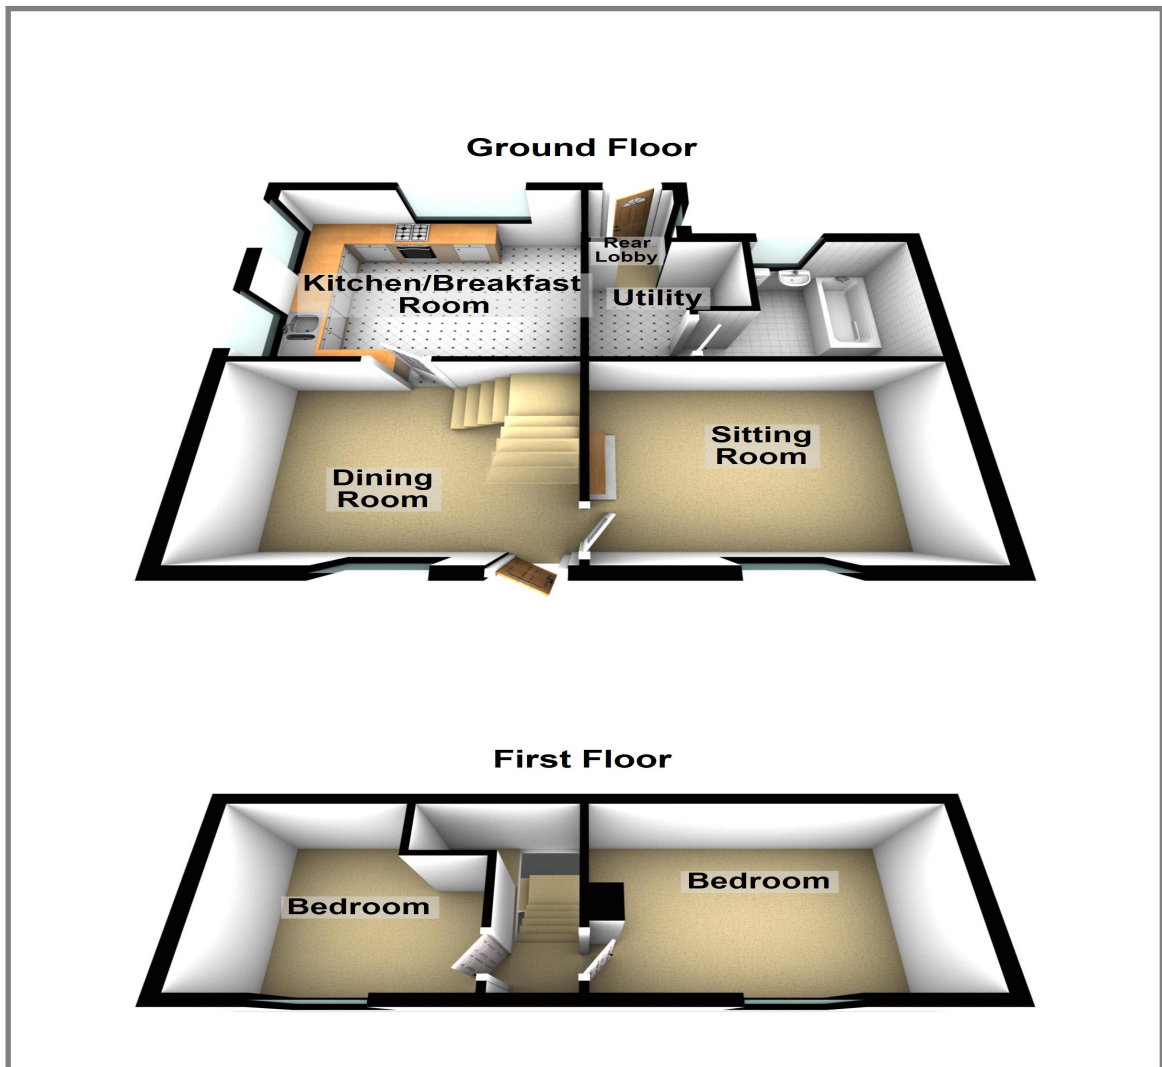 Ground Floor
Rear
Lobby
Kitchen/Breakfast
Room
Utility
Sitting
Room
Dining
Room
First Floor
Bedroom
Bedroom